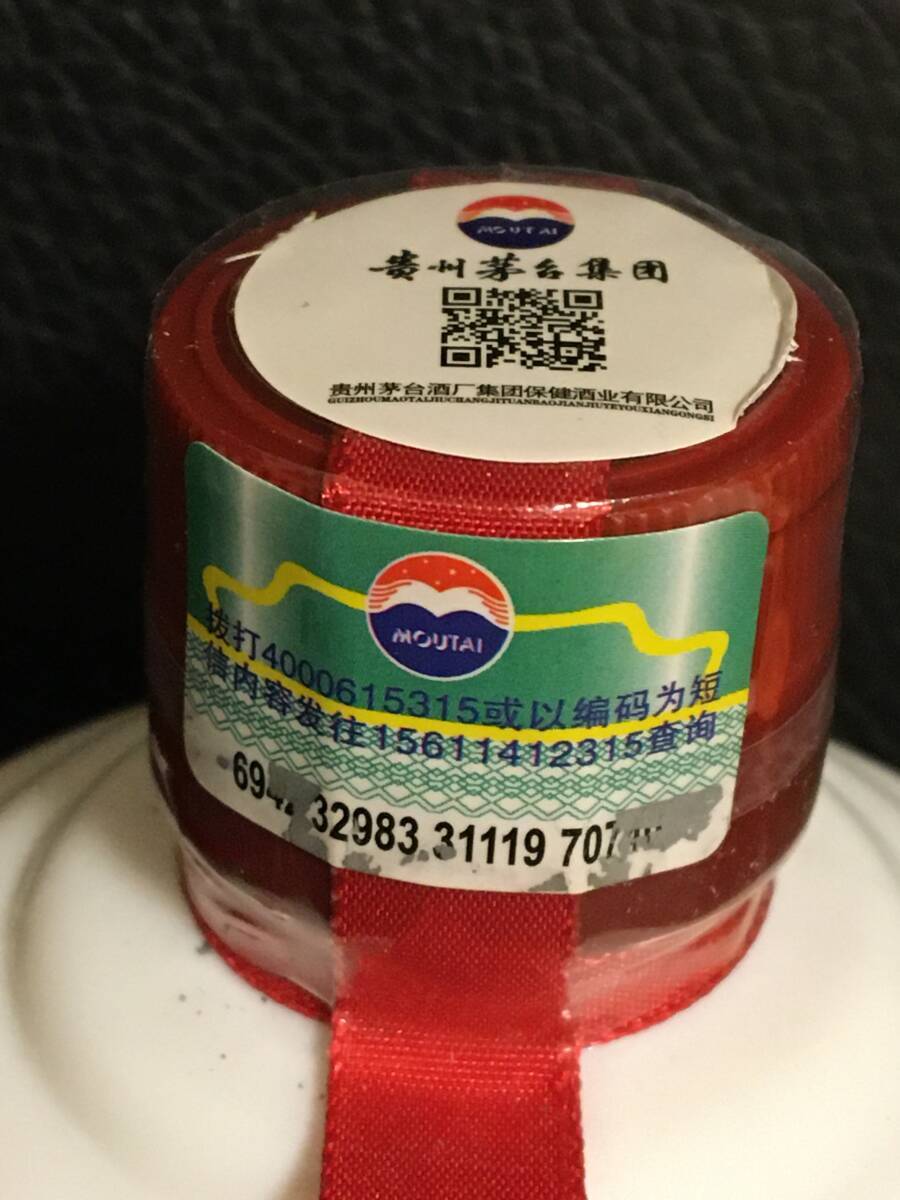 MOUTAI
贵州茅台集团
贵州茅台酒厂集团保健酒业有限公司
GUIZHOUMAOTAIJIUCHANGJITUANBAOJIANJIUYEYOUXIANGONGSI
MOUTAI
拨打4000615315或以编码为短
信内容发往15611412315查询
32983 31119